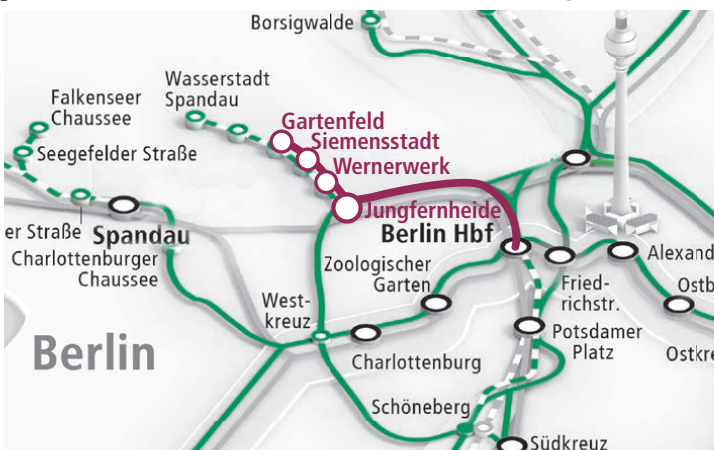 Borsigwalde
Wasserstadt
Spandau
Falkenseer
Chaussee
Gartenfeld
Siemensstadt
Seegefelder Straße
Wernerwerk
Jungfernheide
er Straße
Spandau
Berlin Hbf
Charlottenburger
Chaussee
Zoologischer
Garten
Alexand
Fried-
richstr.
Ostb
West-
kreuz
Potsdamer
Platz
Berlin
Charlottenburg
Ostkre
Schöneberg
Südkreuz